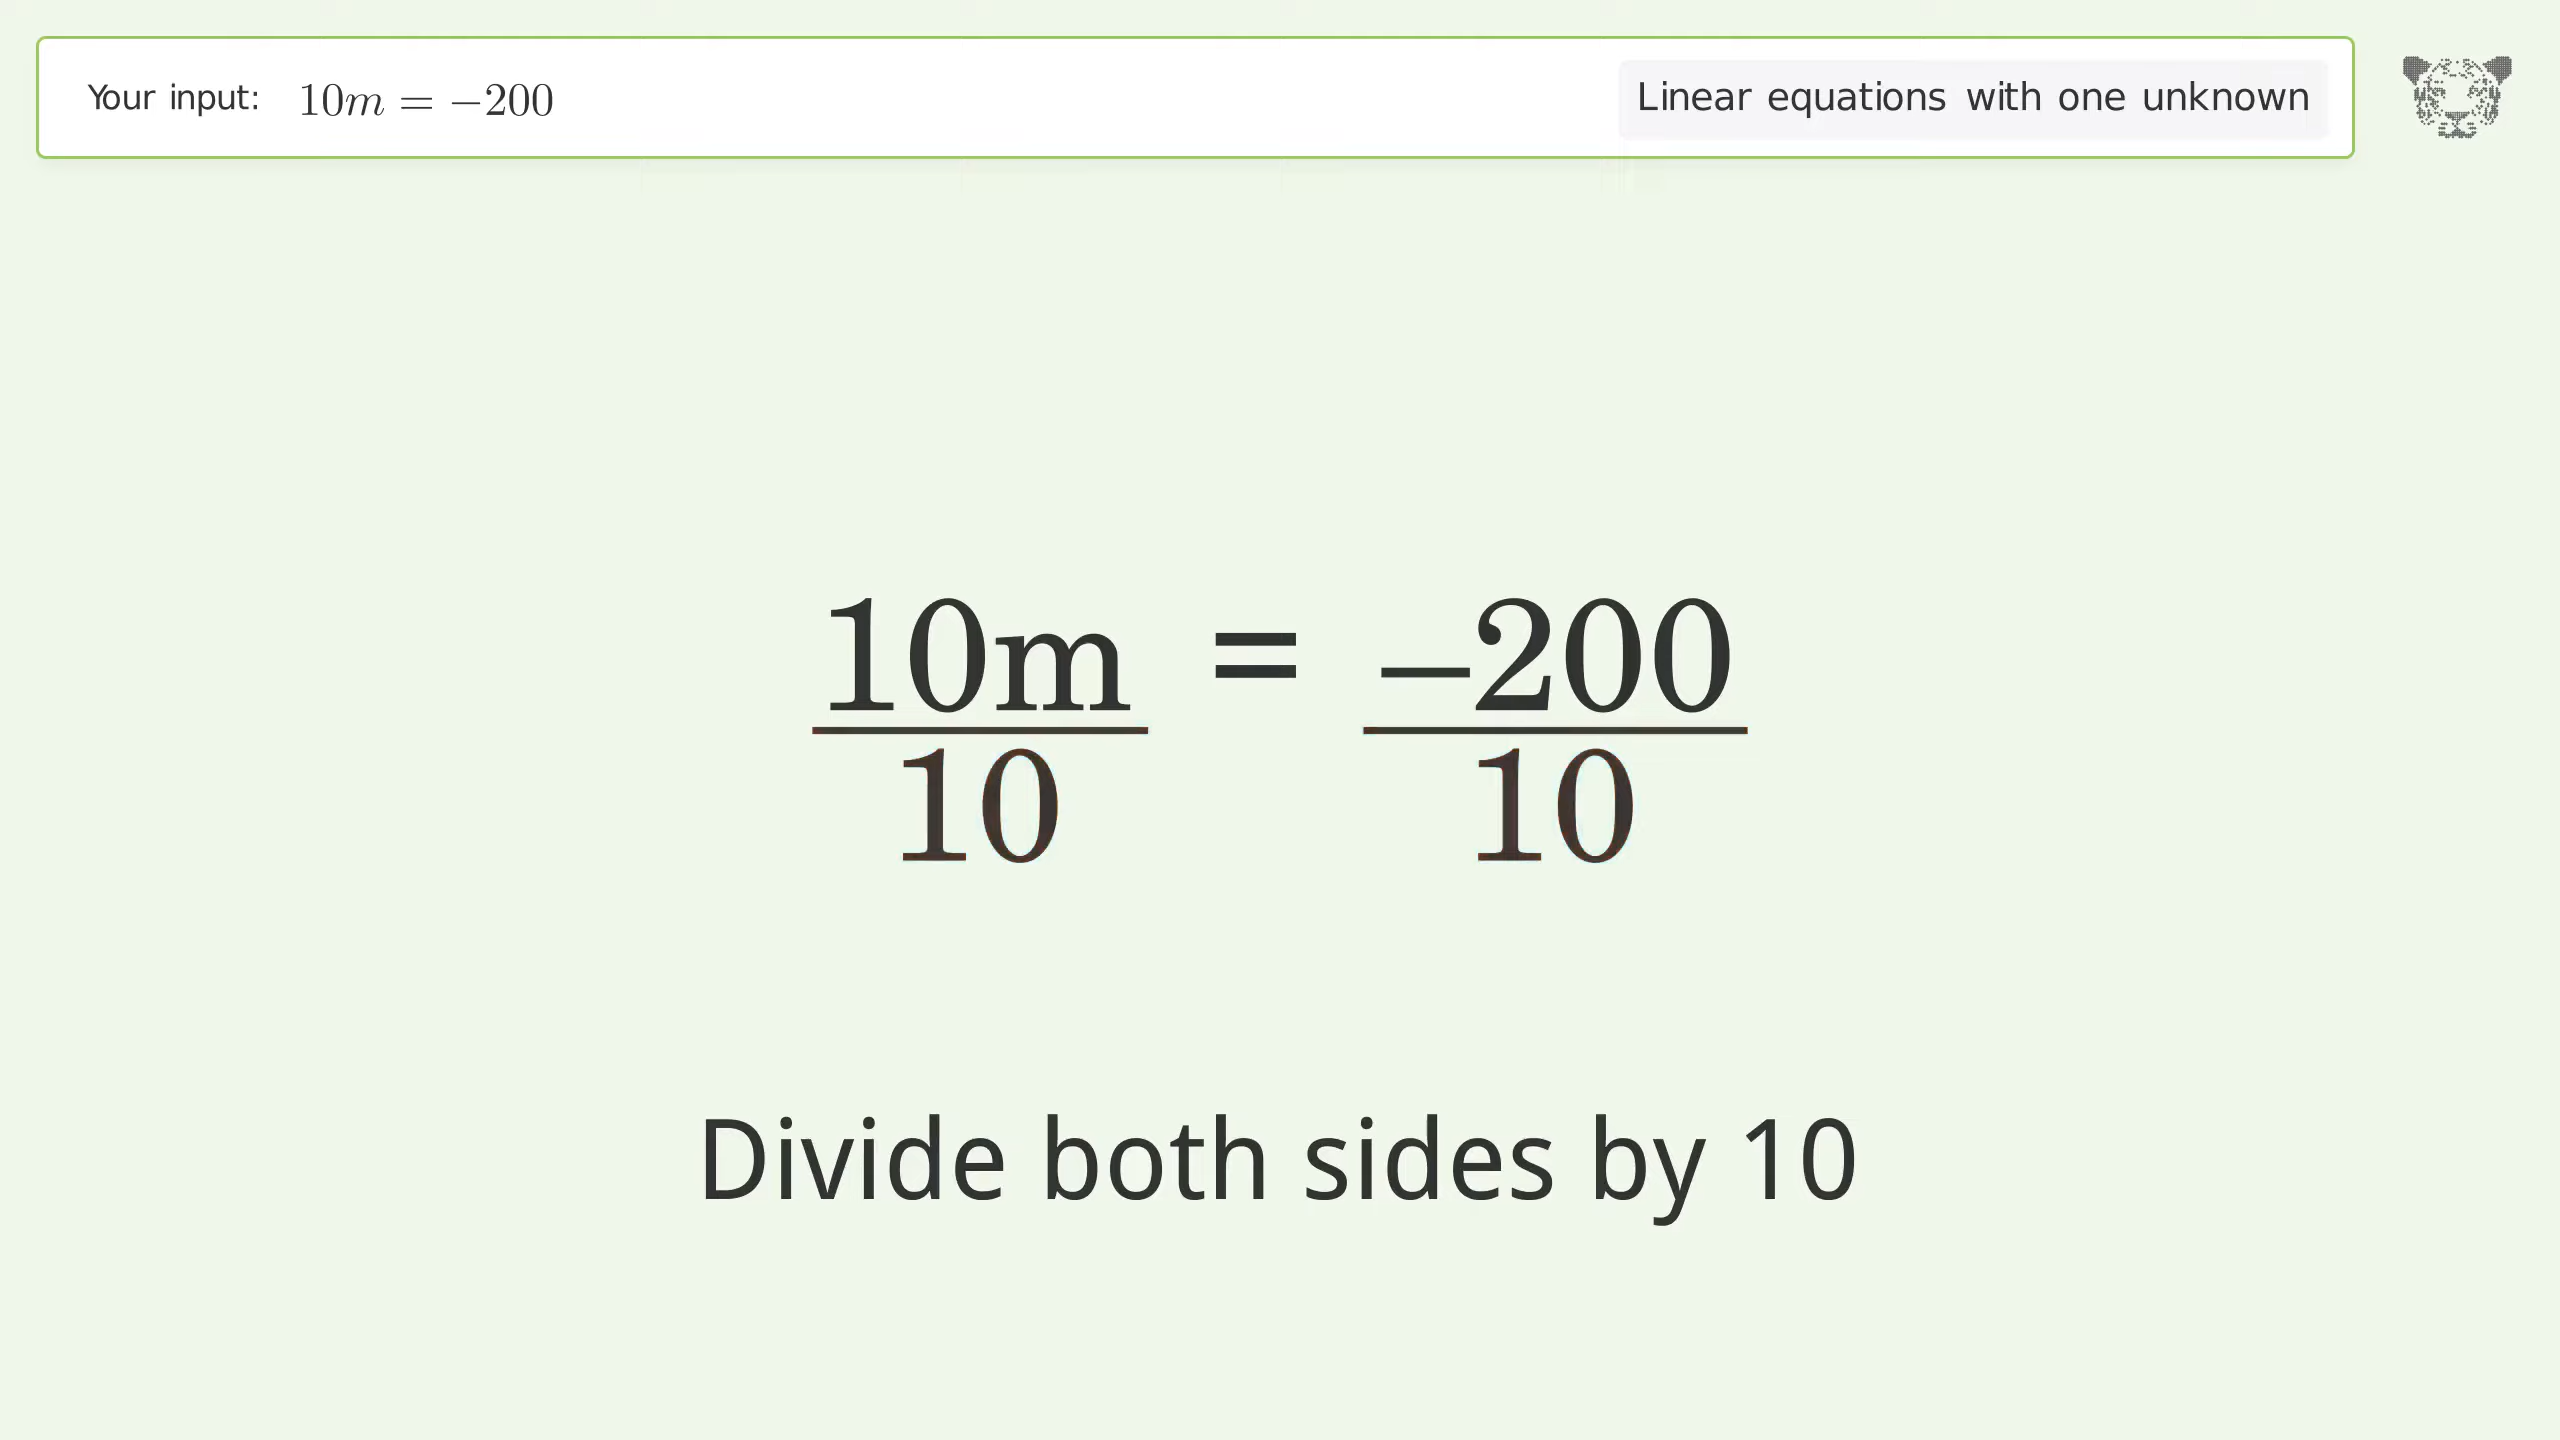 Your input: 10m = −200
Linear equations with one unknown
10m/10 = −200/10
Divide both sides by 10